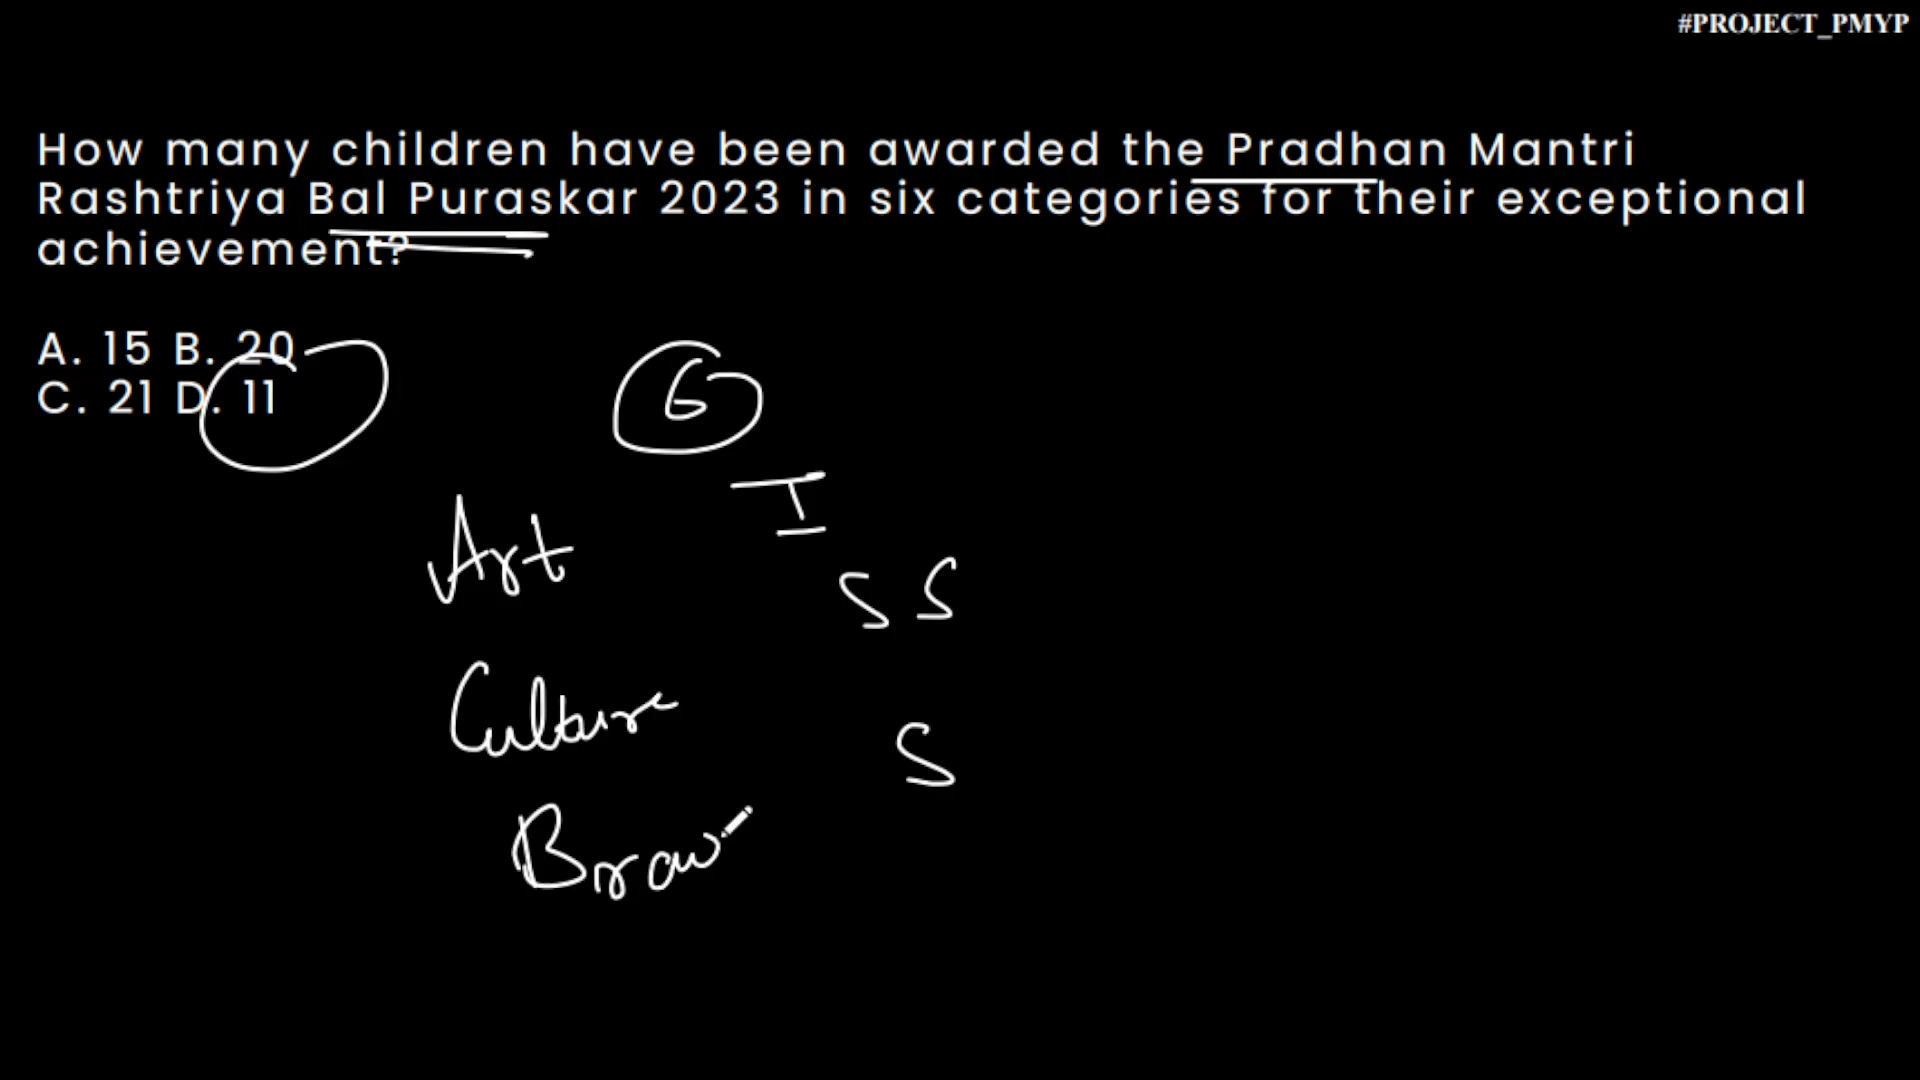 #PROJECT_PMYP
How many children have been awarded the Pradhan Mantri
Rashtriya Bal Puraskar 2023 in six categories for their exceptional
achievement?
A. 15 B. 20
C. 21 D. 11
6
I
Art
S S
Culture
S
Brav